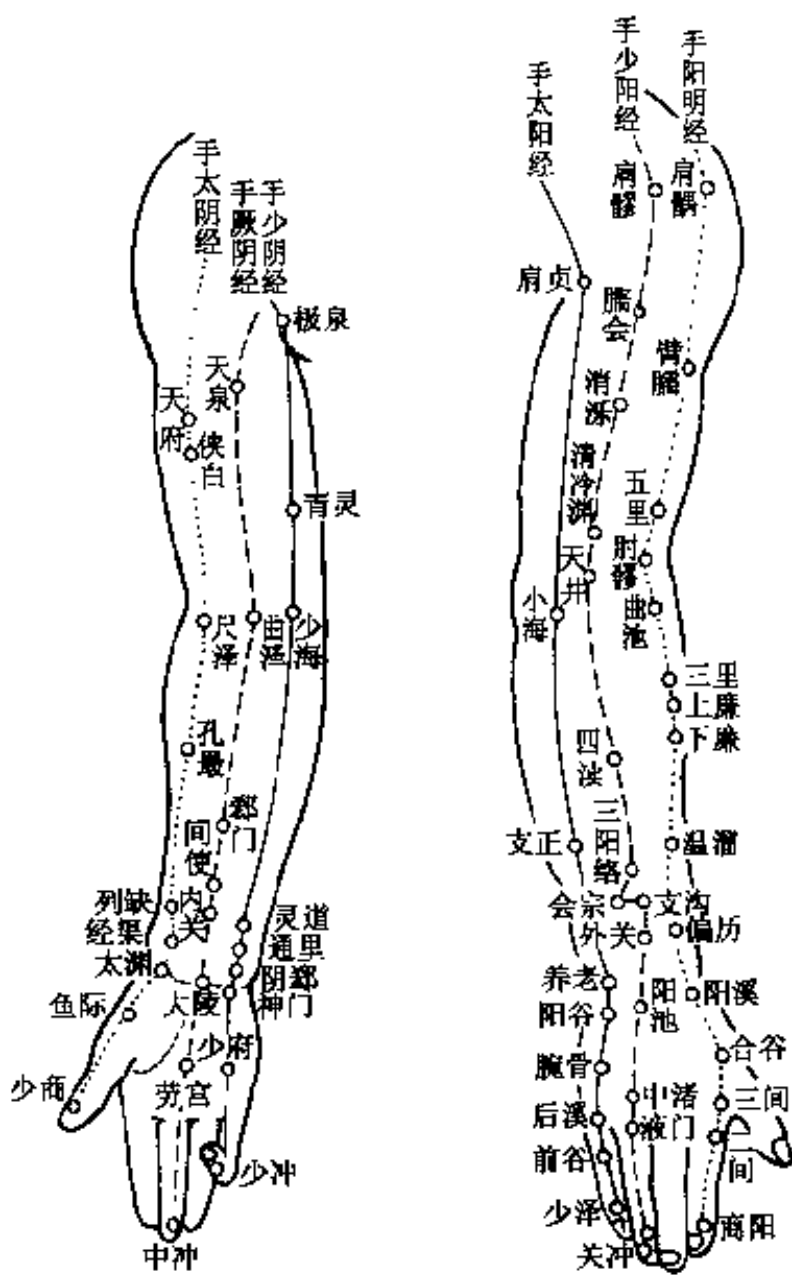 手太阴经
手厥阴经
手少阴经
极泉
天泉
天府
侠白
青灵
尺泽
曲泽
少海
孔最
郄门
间使
列缺
内关
灵道
经渠
通里
太渊
阴郄
大陵
神门
鱼际
少府
少商
劳宫
少冲
中冲
手太阳经
手少阳经
手阳明经
肩髎
肩髃
肩贞
臑会
臂臑
消泺
清冷渊
五里
肘髎
天井
小海
曲池
三里
上廉
下廉
四渎
三阳络
支正
温溜
会宗
支沟
外关
偏历
养老
阳池
阳溪
阳谷
合谷
腕骨
中渚
三间
后溪
液门
二间
前谷
少泽
商阳
关冲